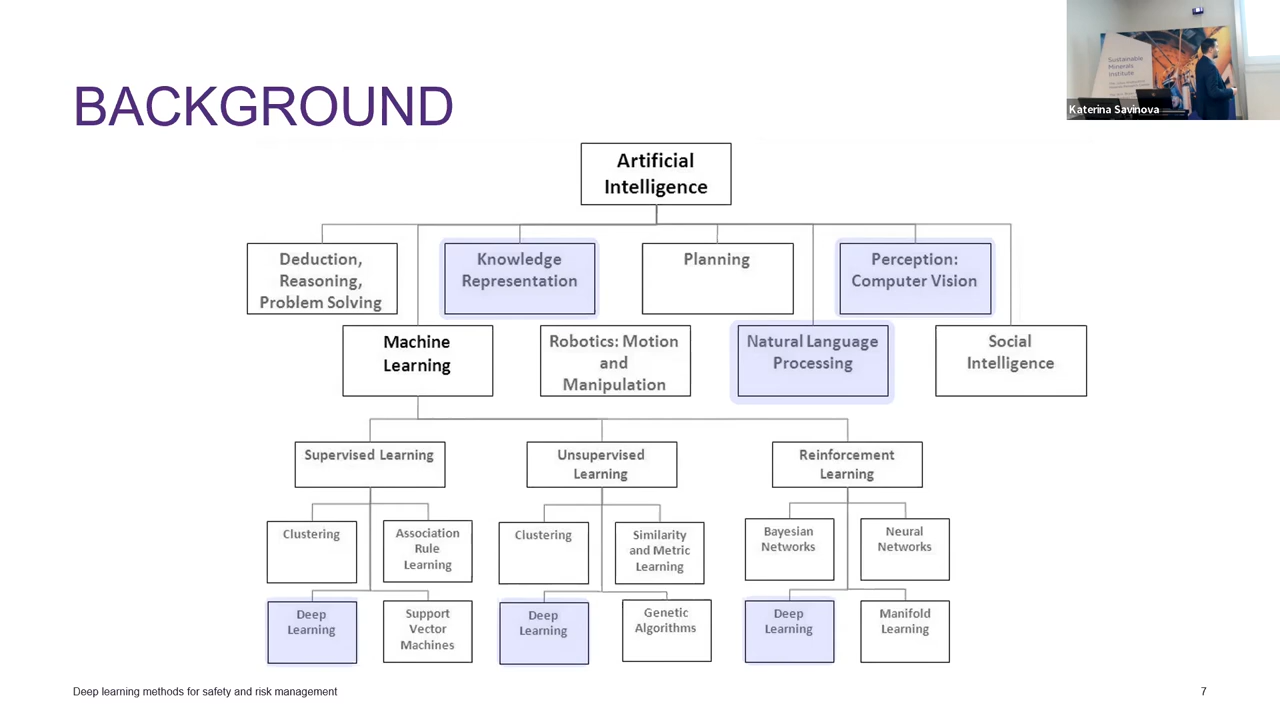 Sustainable
Minerals
Institute
Katerina Savinova
BACKGROUND
Artificial
Intelligence
Deduction,
Reasoning,
Problem Solving
Knowledge
Representation
Planning
Perception:
Computer Vision
Machine
Learning
Robotics: Motion
and
Manipulation
Natural Language
Processing
Social
Intelligence
Supervised Learning
Unsupervised
Learning
Reinforcement
Learning
Clustering
Association
Rule
Learning
Clustering
Similarity
and Metric
Learning
Bayesian
Networks
Neural
Networks
Deep
Learning
Support
Vector
Machines
Deep
Learning
Genetic
Algorithms
Deep
Learning
Manifold
Learning
Deep learning methods for safety and risk management
7